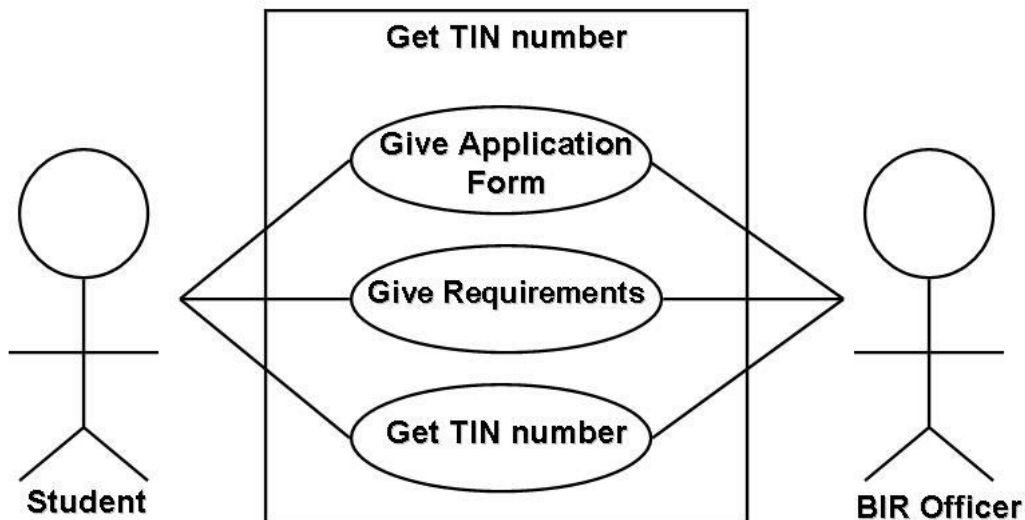 Get TIN number
Give Application
Form
Give Requirements
Get TIN number
Student
BIR Officer